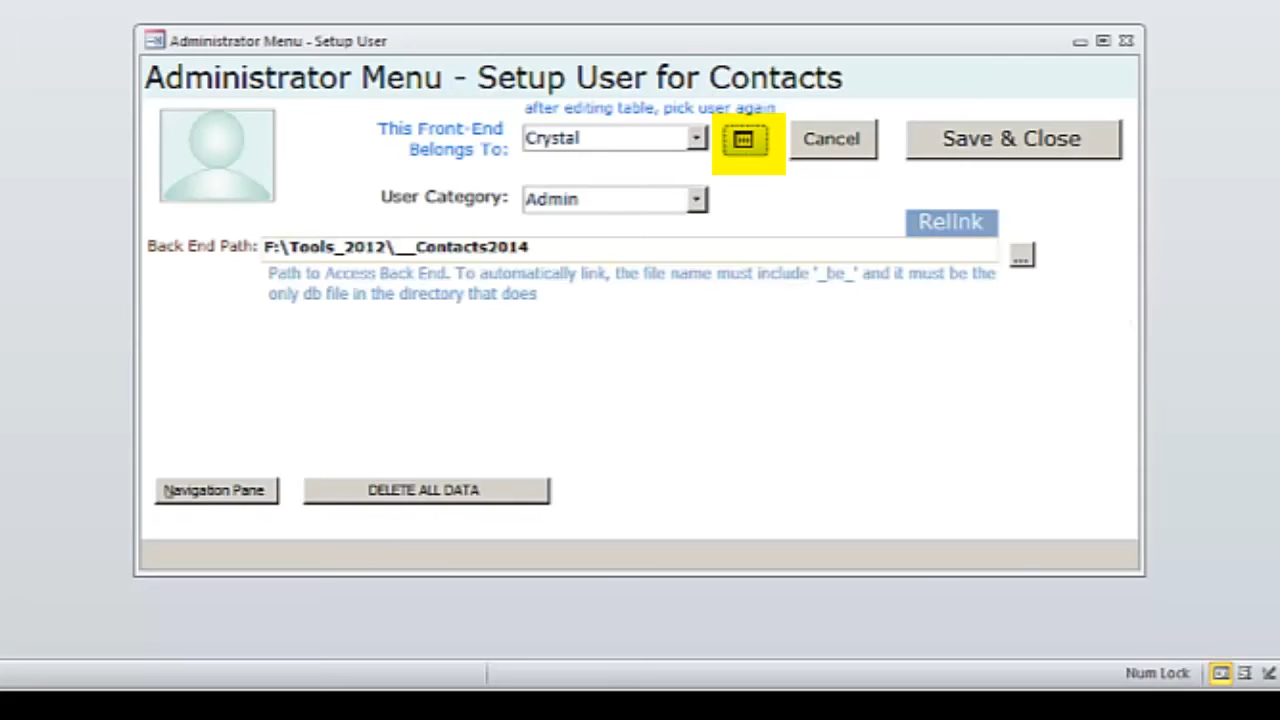 Administrator Menu - Setup User
Administrator Menu - Setup User for Contacts
after editing table, pick user again
This Front-End
Belongs To:
Crystal
Cancel
Save & Close
User Category:
Admin
Relink
Back End Path:
F:\Tools_2012\__Contacts2014
...
Path to Access Back End. To automatically link, the file name must include '_be_' and it must be the
only db file in the directory that does
Navigation Pane
DELETE ALL DATA
Num Lock